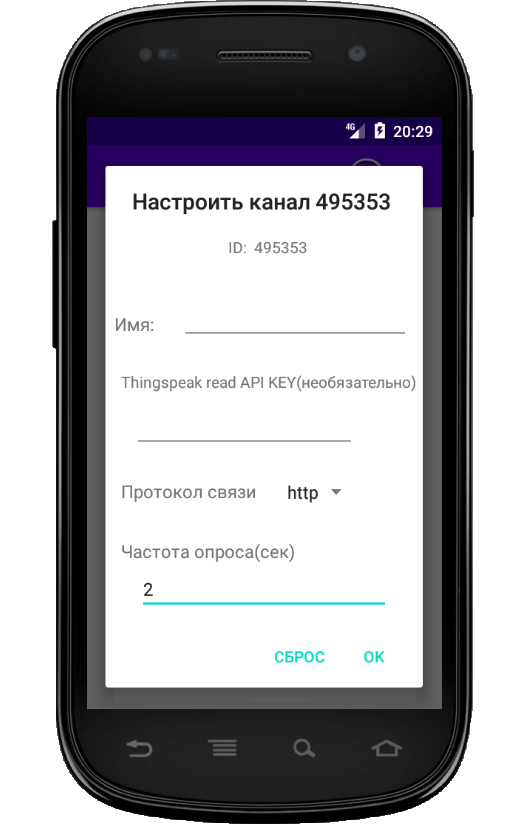 4G 20:29
Настроить канал 495353
ID: 495353
Имя:
Thingspeak read API KEY(необязательно)
Протокол связи http
Частота опроса(сек)
2
СБРОС OK